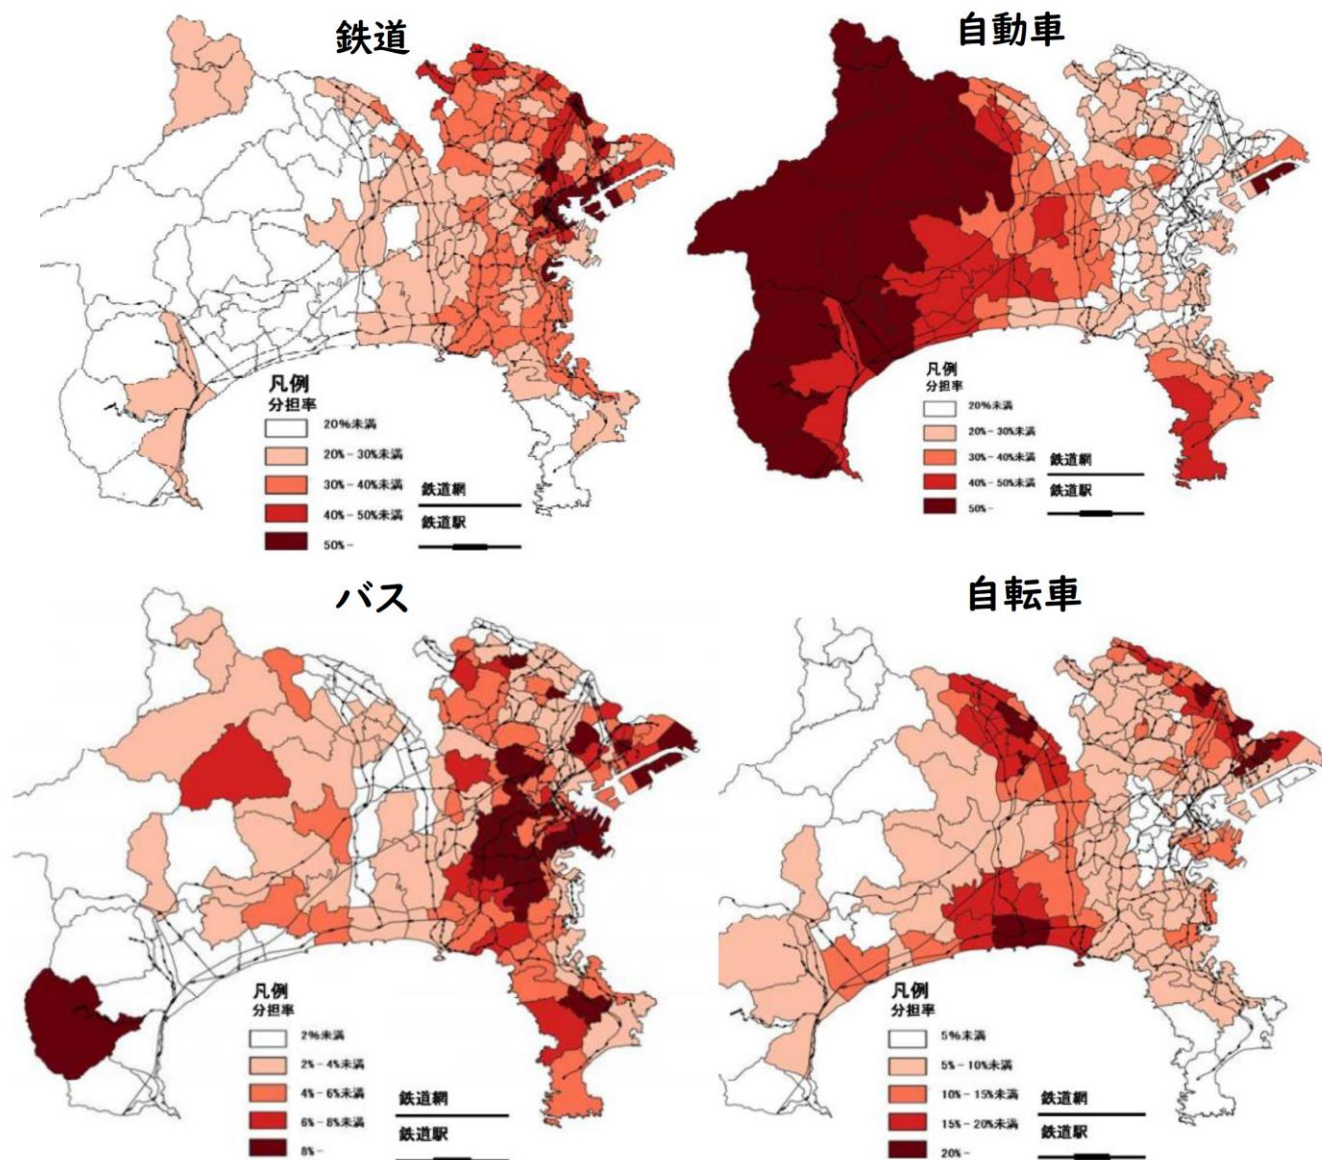 鉄道
凡例
分担率
20%未満
20%-30%未満
30%-40%未満
40%-50%未満
50%-
鉄道網
鉄道駅
自動車
凡例
分担率
20%未満
20%-30%未満
30%-40%未満
40%-50%未満
50%-
鉄道網
鉄道駅
バス
凡例
分担率
2%未満
2%-4%未満
4%-6%未満
6%-8%未満
8%-
鉄道網
鉄道駅
自転車
凡例
分担率
5%未満
5%-10%未満
10%-15%未満
15%-20%未満
20%-
鉄道網
鉄道駅